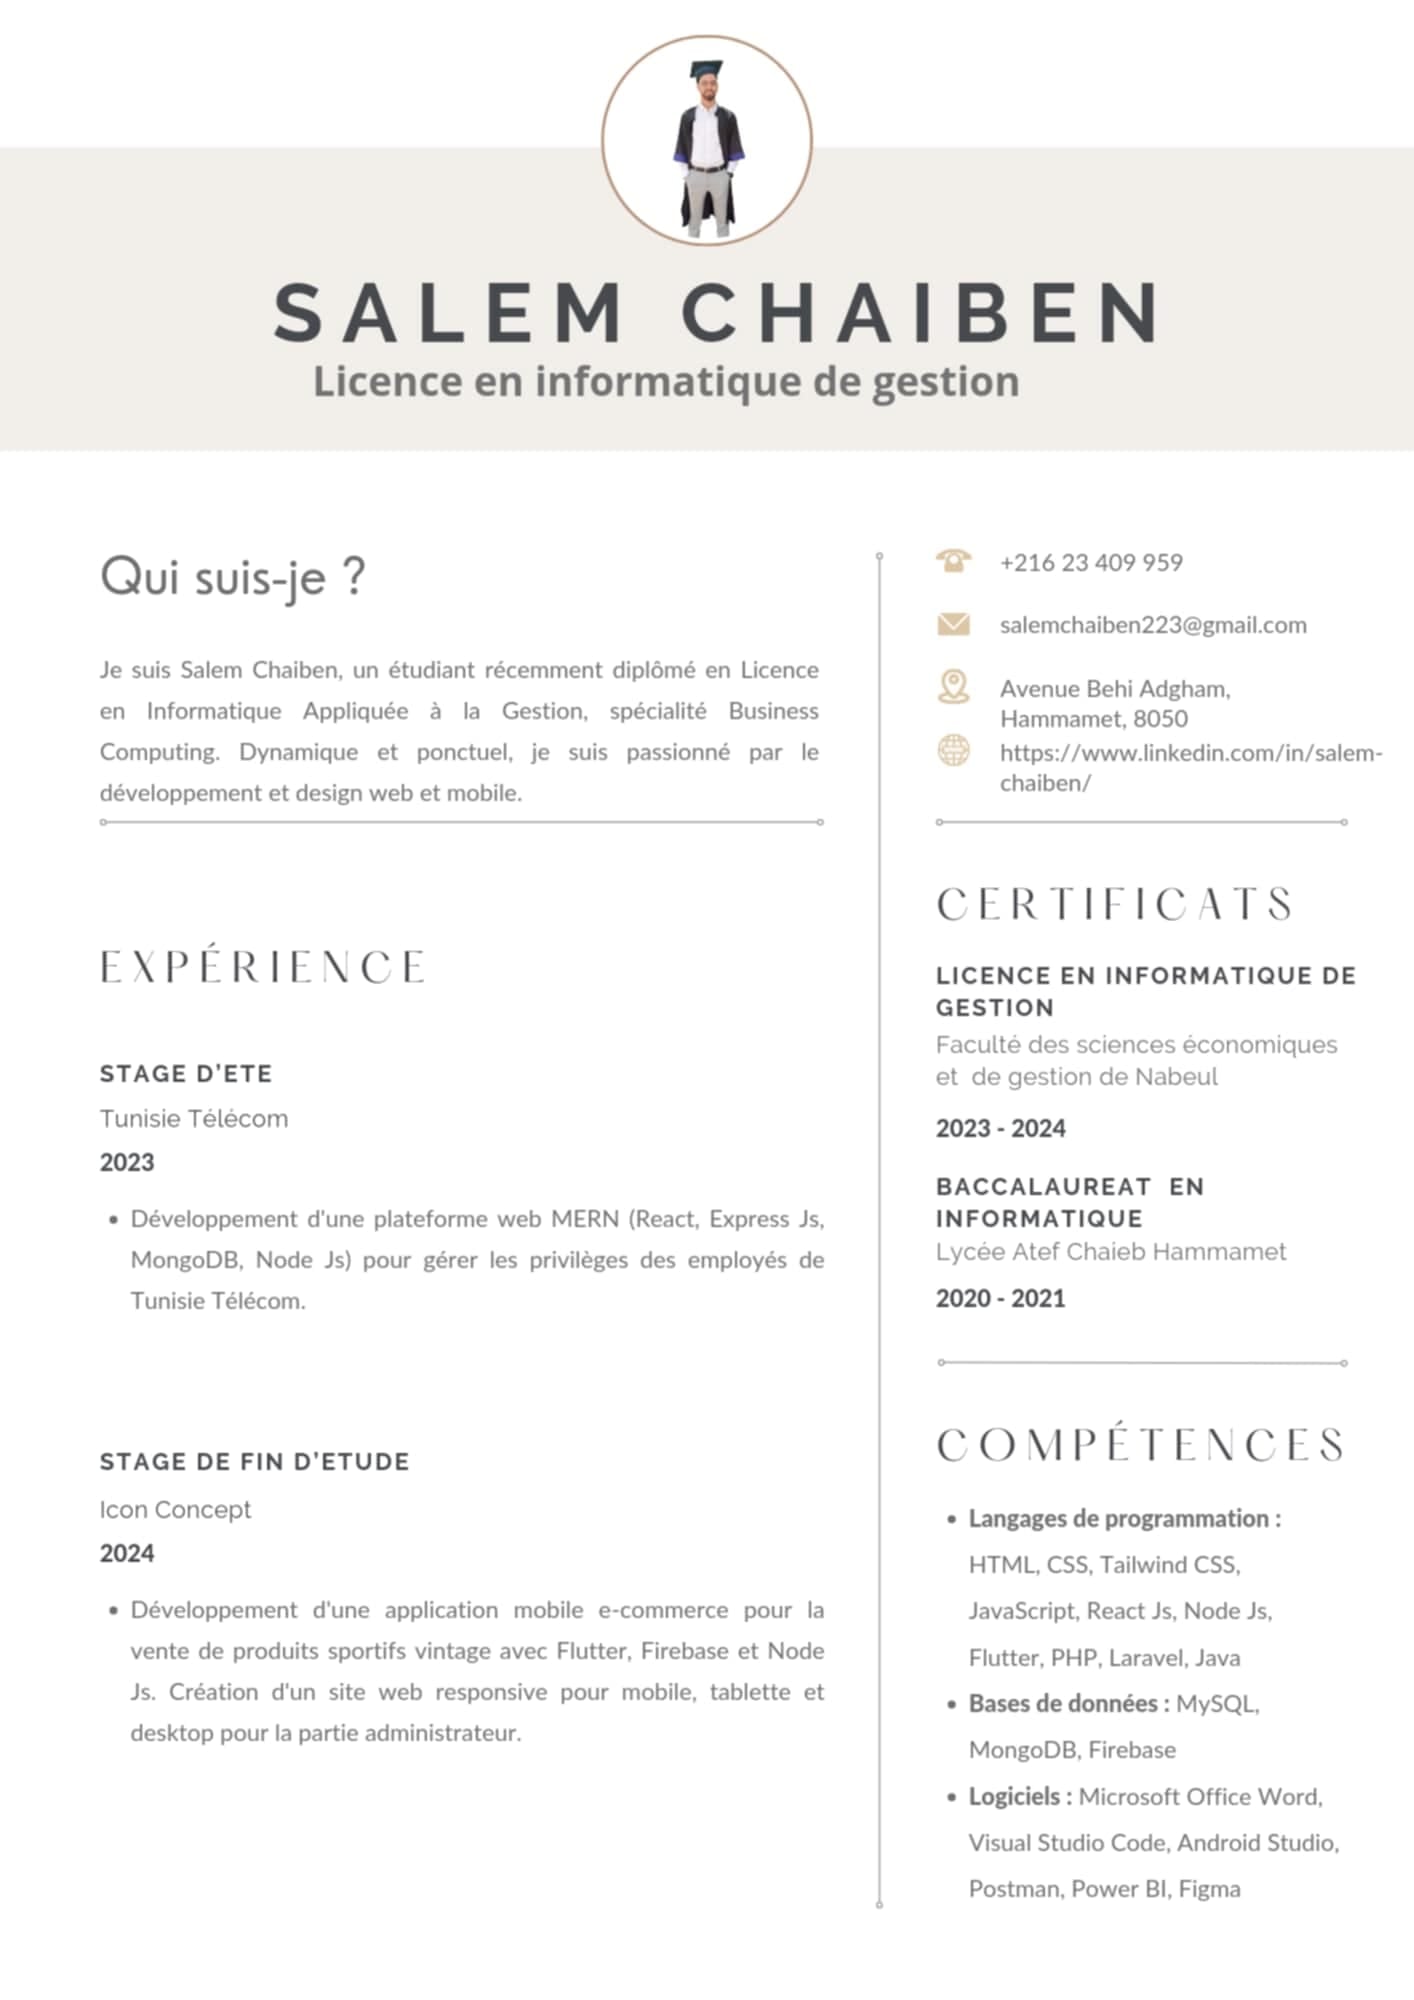 SALEM CHAIBEN
Licence en informatique de gestion
Qui suis-je ?
Je suis Salem Chaiben, un étudiant récemment diplômé en Licence
en Informatique Appliquée à la Gestion, spécialité Business
Computing. Dynamique et ponctuel, je suis passionné par le
développement et design web et mobile.
EXPÉRIENCE
STAGE D'ETE
Tunisie Télécom
2023
• Développement d'une plateforme web MERN (React, Express Js,
MongoDB, Node Js) pour gérer les privilèges des employés de
Tunisie Télécom.
STAGE DE FIN D'ETUDE
Icon Concept
2024
• Développement d'une application mobile e-commerce pour la
vente de produits sportifs vintage avec Flutter, Firebase et Node
Js. Création d'un site web responsive pour mobile, tablette et
desktop pour la partie administrateur.
+216 23 409 959
salemchaiben223@gmail.com
Avenue Behi Adgham,
Hammamet, 8050
https://www.linkedin.com/in/salem-
chaiben/
CERTIFICATS
LICENCE EN INFORMATIQUE DE
GESTION
Faculté des sciences économiques
et de gestion de Nabeul
2023 - 2024
BACCALAUREAT EN
INFORMATIQUE
Lycée Atef Chaieb Hammamet
2020 - 2021
COMPÉTENCES
• Langages de programmation :
HTML, CSS, Tailwind CSS,
JavaScript, React Js, Node Js,
Flutter, PHP, Laravel, Java
• Bases de données : MySQL,
MongoDB, Firebase
• Logiciels : Microsoft Office Word,
Visual Studio Code, Android Studio,
Postman, Power BI, Figma